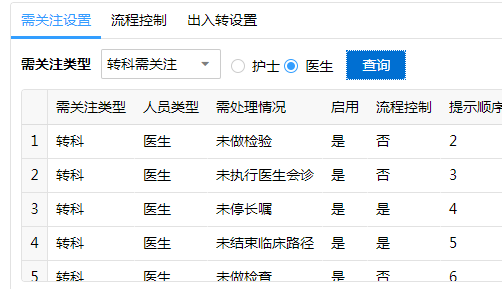 需关注设置 流程控制 出入转设置
需关注类型 转科需关注 护士 医生 查询
需关注类型 人员类型 需处理情况 启用 流程控制 提示顺序
1 转科 医生 未做检验 是 否 2
2 转科 医生 未执行医生会诊 是 否 3
3 转科 医生 未停长嘱 是 是 4
4 转科 医生 未结束临床路径 是 是 5
5 转科 医生 未做检查 是 否 6